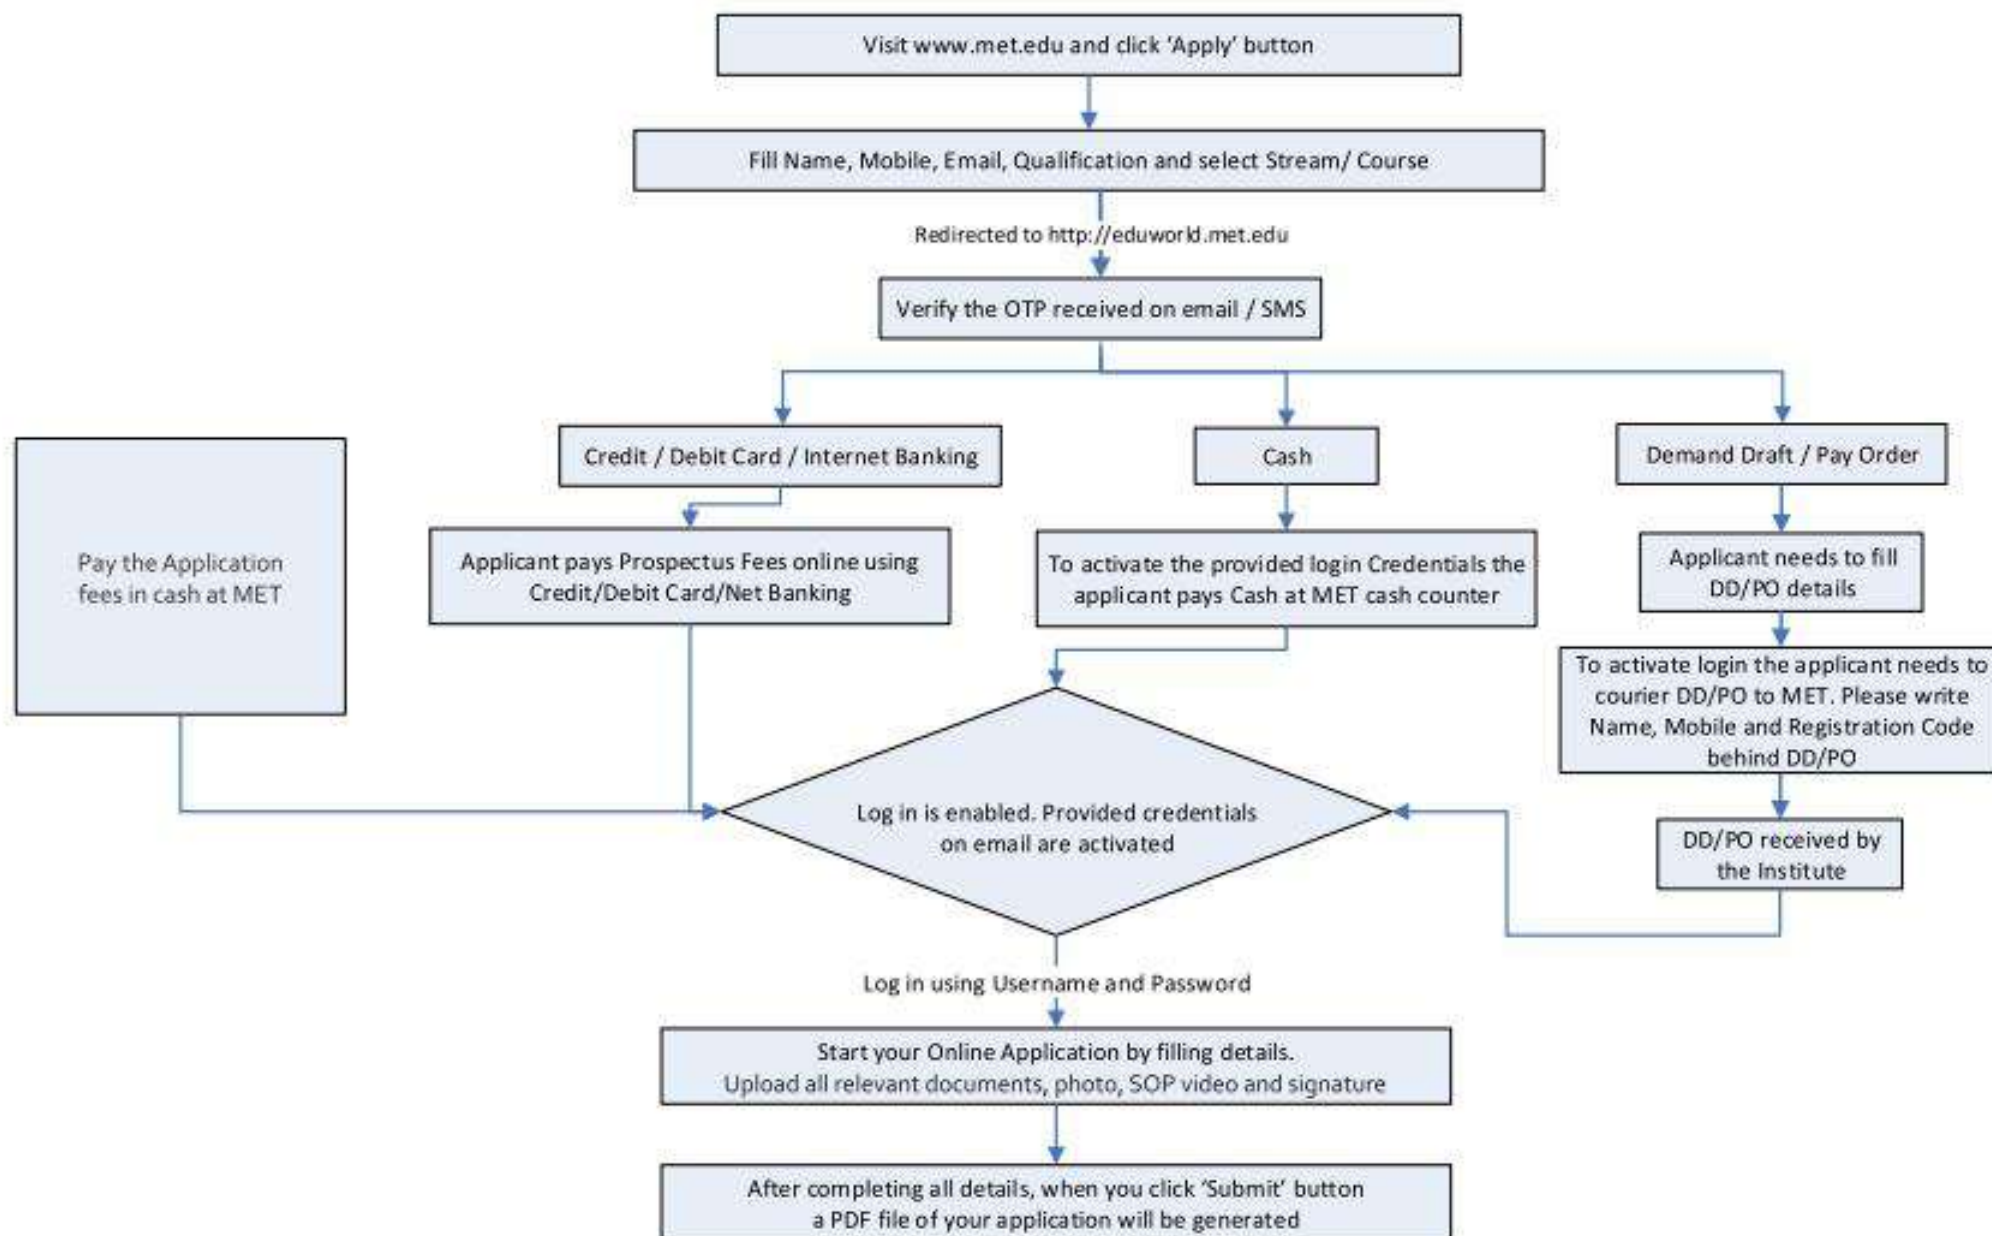 Visit www.met.edu and click ‘Apply’ button
Fill Name, Mobile, Email, Qualification and select Stream/ Course
Redirected to http://eduworld.met.edu
Verify the OTP received on email / SMS
Credit / Debit Card / Internet Banking
Cash
Demand Draft / Pay Order
Pay the Application
fees in cash at MET
Applicant pays Prospectus Fees online using
Credit/Debit Card/Net Banking
To activate the provided login Credentials the
applicant pays Cash at MET cash counter
Applicant needs to fill
DD/PO details
To activate login the applicant needs to
courier DD/PO to MET. Please write
Name, Mobile and Registration Code
behind DD/PO
Log in is enabled. Provided credentials
on email are activated
DD/PO received by
the Institute
Log in using Username and Password
Start your Online Application by filling details.
Upload all relevant documents, photo, SOP video and signature
After completing all details, when you click ‘Submit’ button
a PDF file of your application will be generated